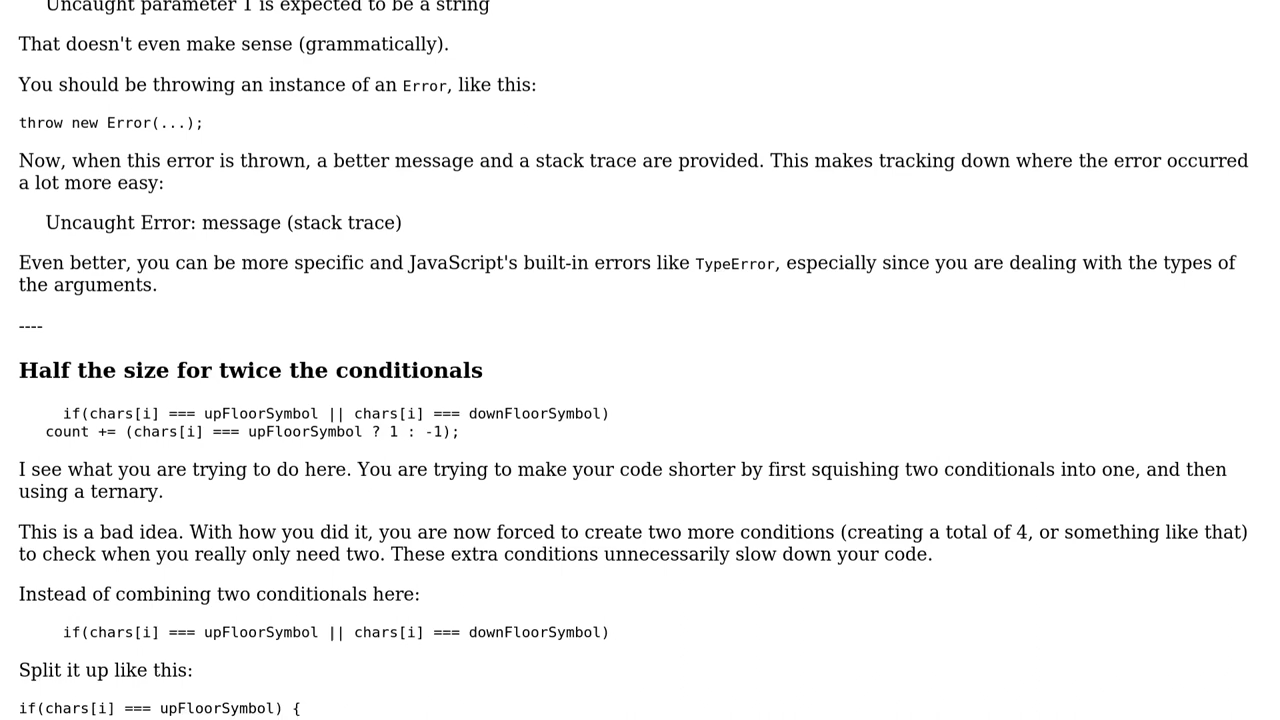 Uncaught parameter 1 is expected to be a string
That doesn't even make sense (grammatically).
You should be throwing an instance of an Error, like this:
throw new Error(...);
Now, when this error is thrown, a better message and a stack trace are provided. This makes tracking down where the error occurred
a lot more easy:
Uncaught Error: message (stack trace)
Even better, you can be more specific and JavaScript's built-in errors like TypeError, especially since you are dealing with the types of
the arguments.
----
Half the size for twice the conditionals
if(chars[i] === upFloorSymbol || chars[i] === downFloorSymbol)
count += (chars[i] === upFloorSymbol ? 1 : -1);
I see what you are trying to do here. You are trying to make your code shorter by first squishing two conditionals into one, and then
using a ternary.
This is a bad idea. With how you did it, you are now forced to create two more conditions (creating a total of 4, or something like that)
to check when you really only need two. These extra conditions unnecessarily slow down your code.
Instead of combining two conditionals here:
if(chars[i] === upFloorSymbol || chars[i] === downFloorSymbol)
Split it up like this:
if(chars[i] === upFloorSymbol) {